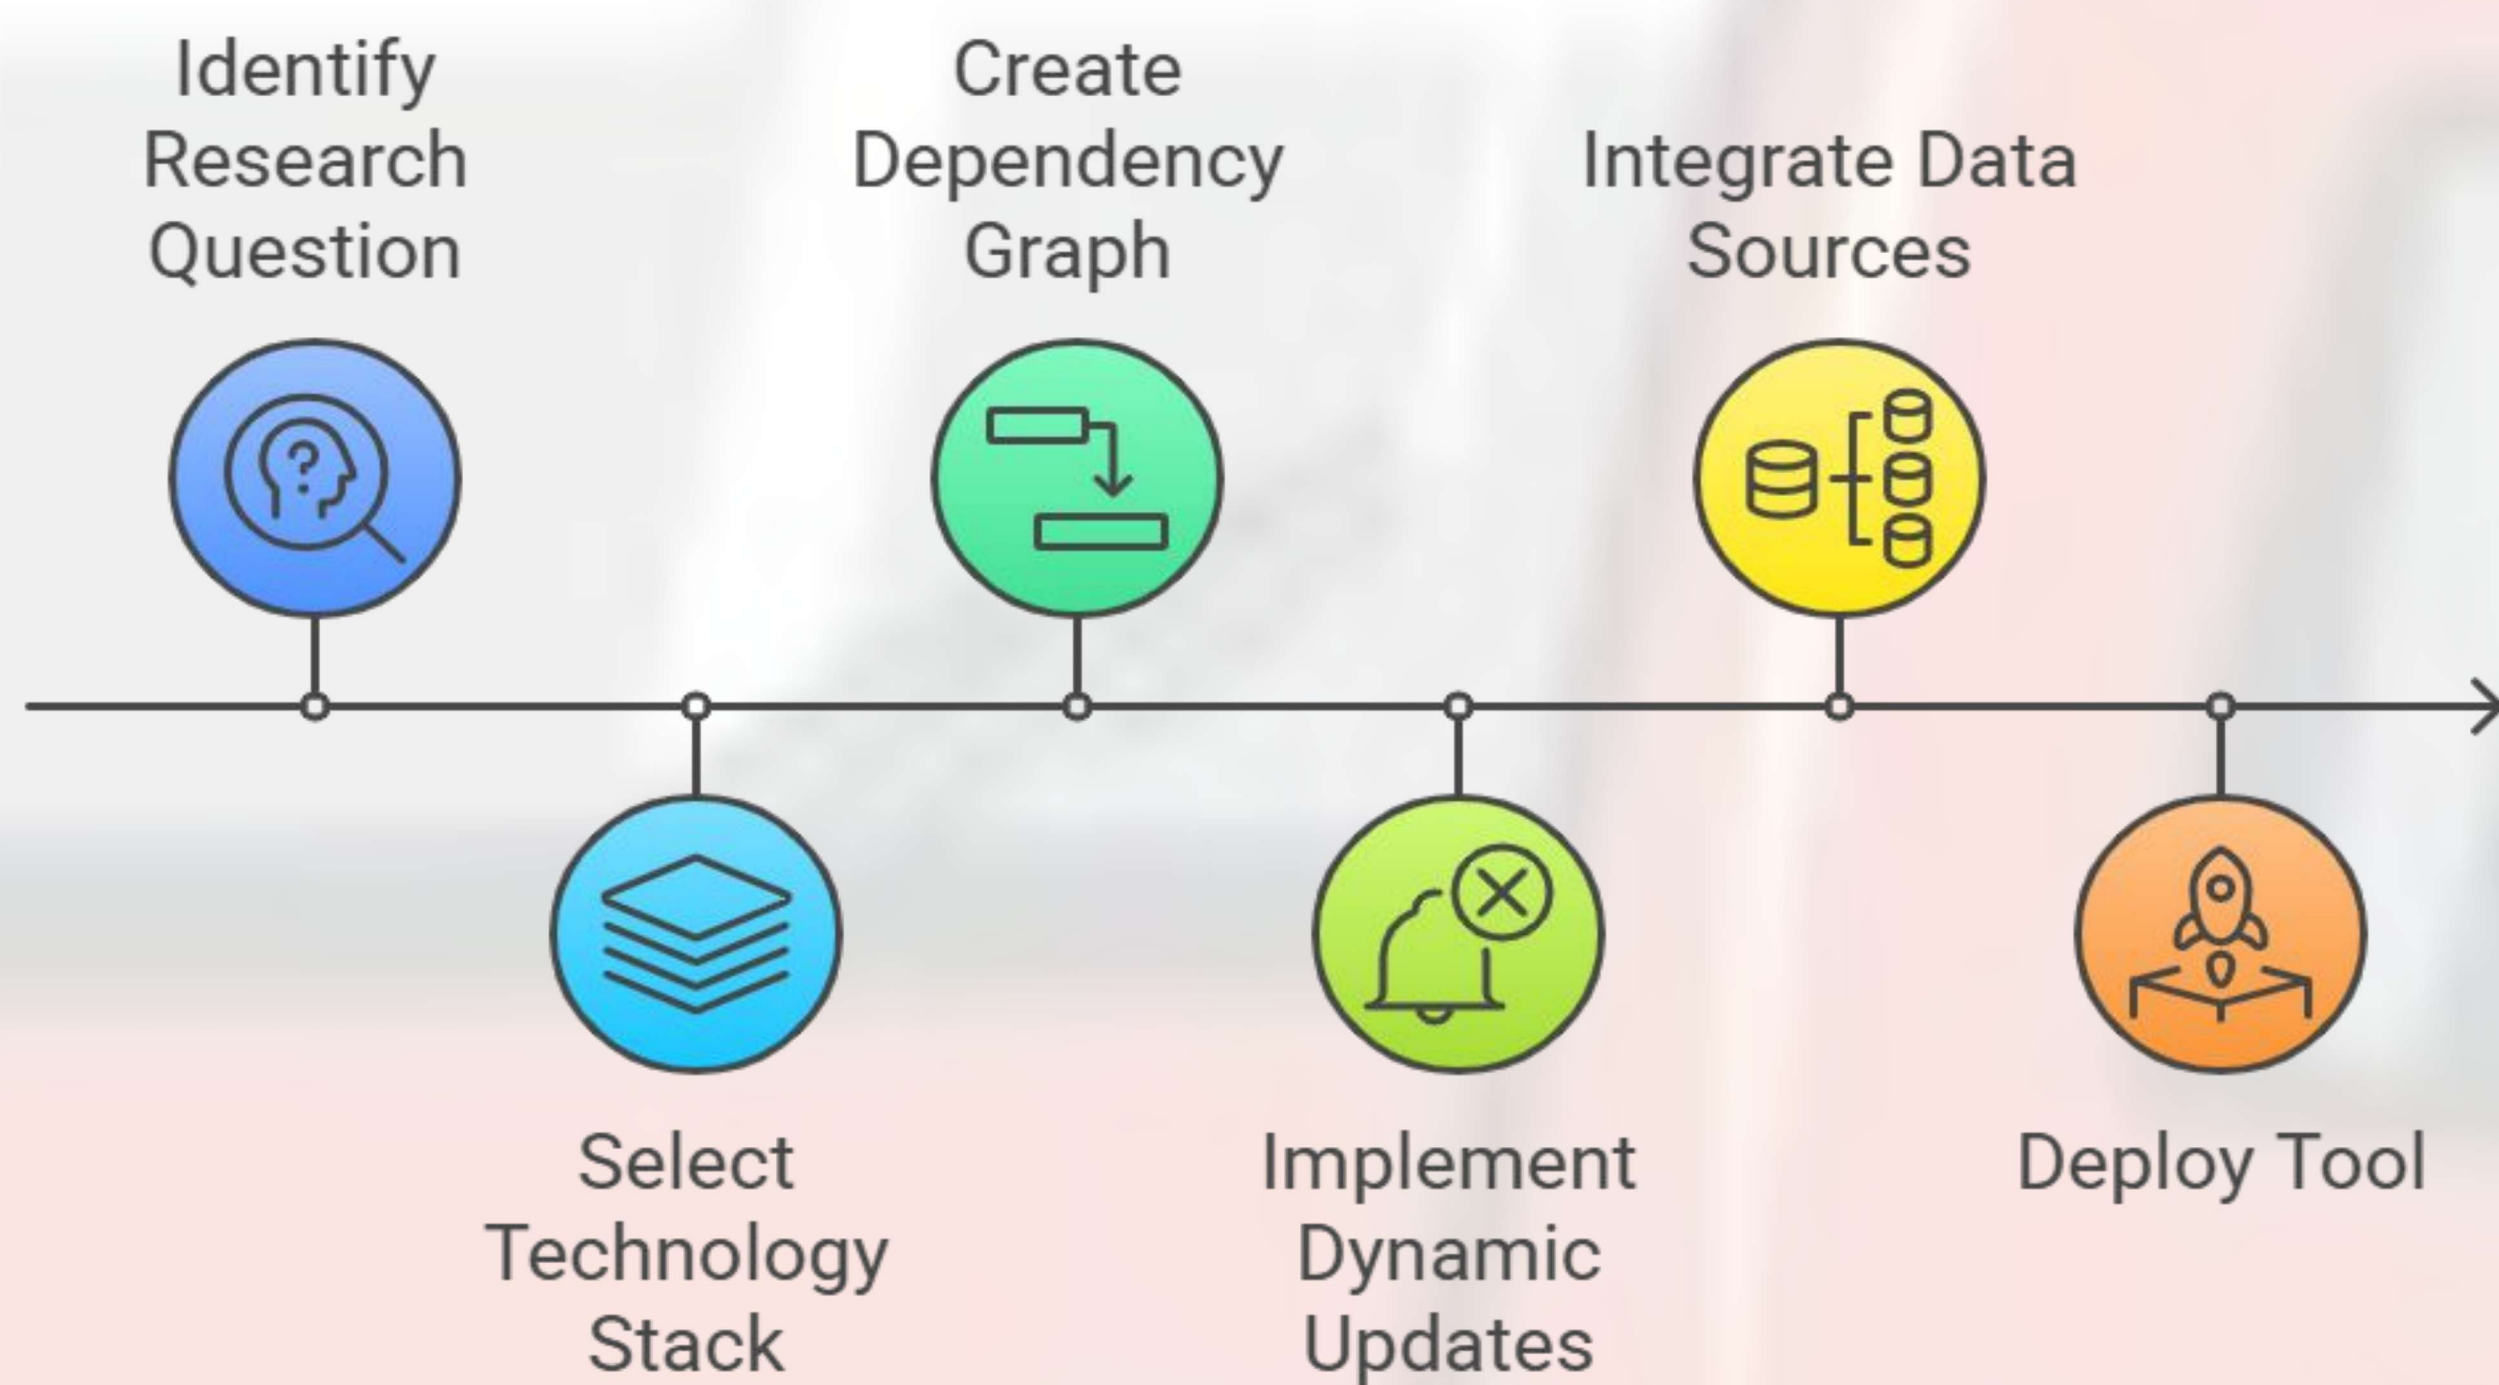 Identify
Research
Question
Select
Technology
Stack
Create
Dependency
Graph
Implement
Dynamic
Updates
Integrate Data
Sources
Deploy Tool